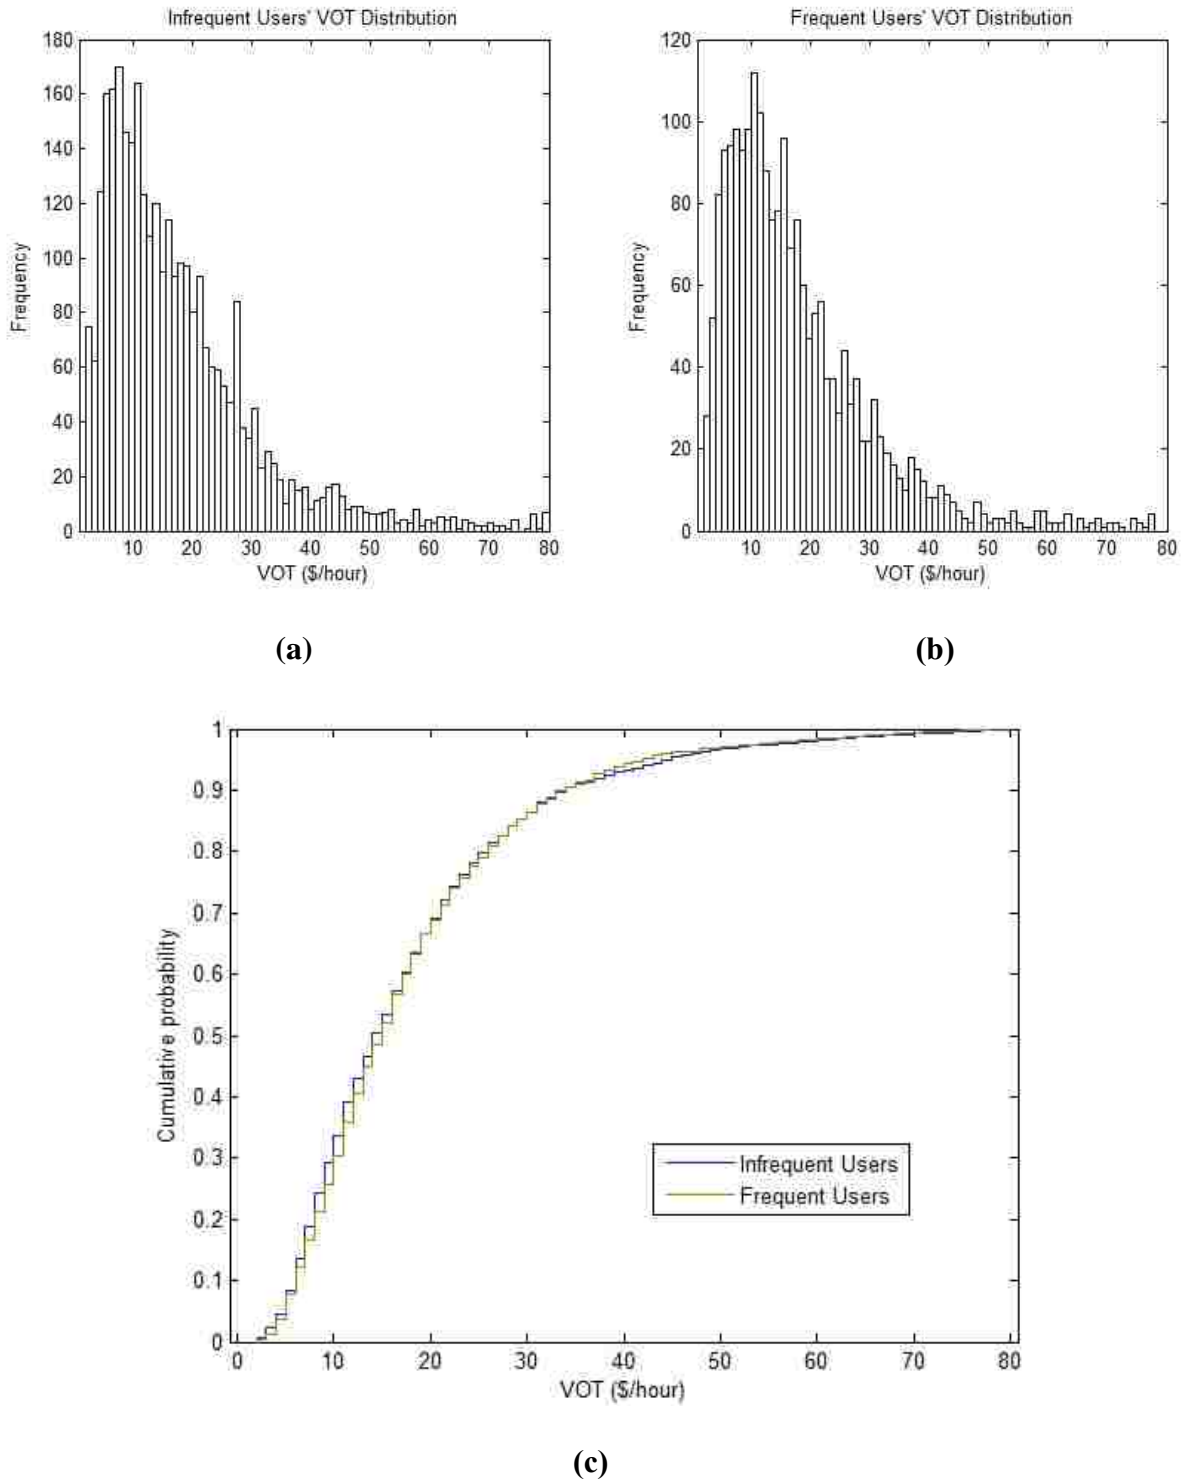 Infrequent Users' VOT Distribution
180
160
140
120
100
80
60
40
20
0
Frequency
10 20 30 40 50 60 70 80
VOT ($/hour)
(a)
Frequent Users' VOT Distribution
120
100
80
60
40
20
0
Frequency
10 20 30 40 50 60 70 80
VOT ($/hour)
(b)
1
0.9
0.8
0.7
0.6
0.5
0.4
0.3
0.2
0.1
0
Cumulative probability
Infrequent Users
Frequent Users
0 10 20 30 40 50 60 70 80
VOT ($/hour)
(c)